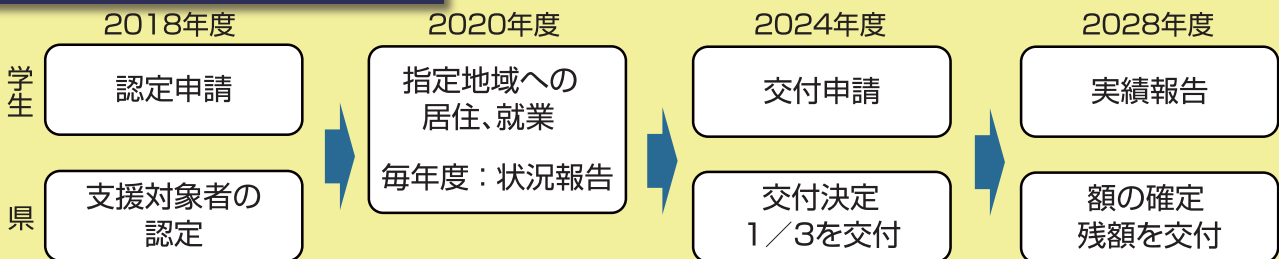 2018年度
2020年度
2024年度
2028年度
学生
認定申請
指定地域への
居住、就業
毎年度：状況報告
交付申請
実績報告
県
支援対象者の
認定
交付決定
1／3を交付
額の確定
残額を交付